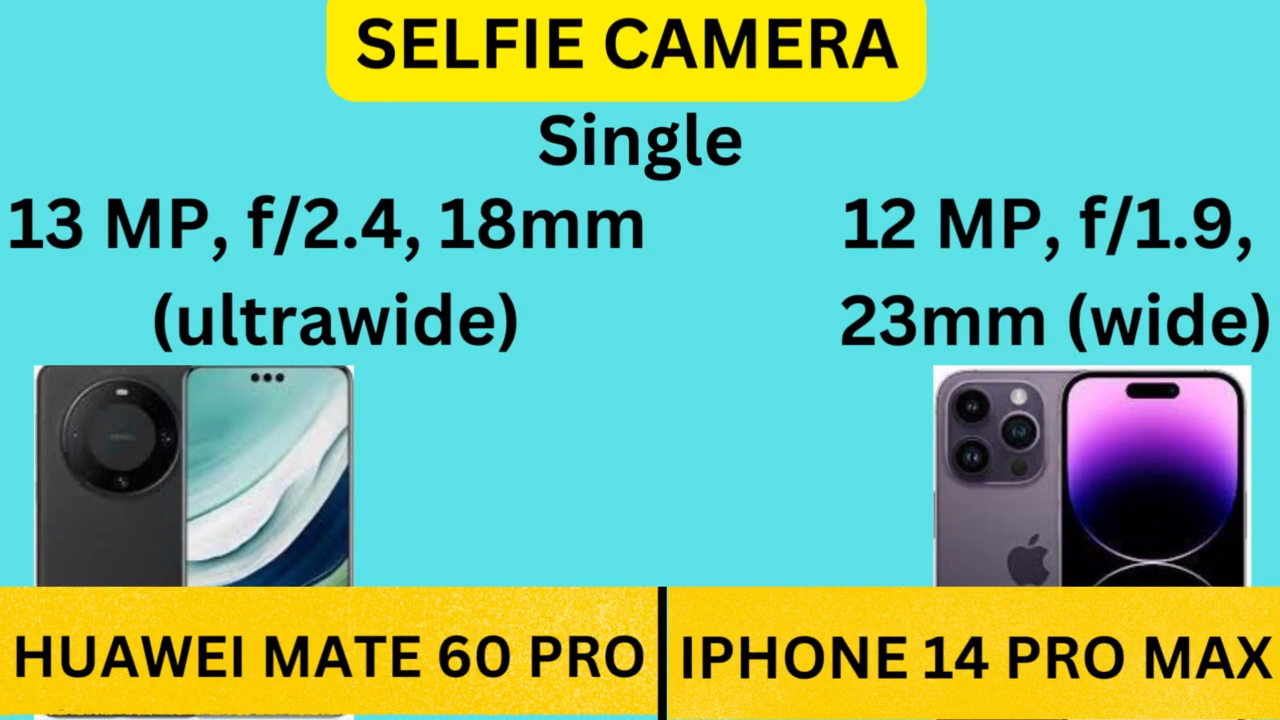 SELFIE CAMERA
Single
13 MP, f/2.4, 18mm
(ultrawide)
12 MP, f/1.9,
23mm (wide)
HUAWEI MATE 60 PRO
IPHONE 14 PRO MAX